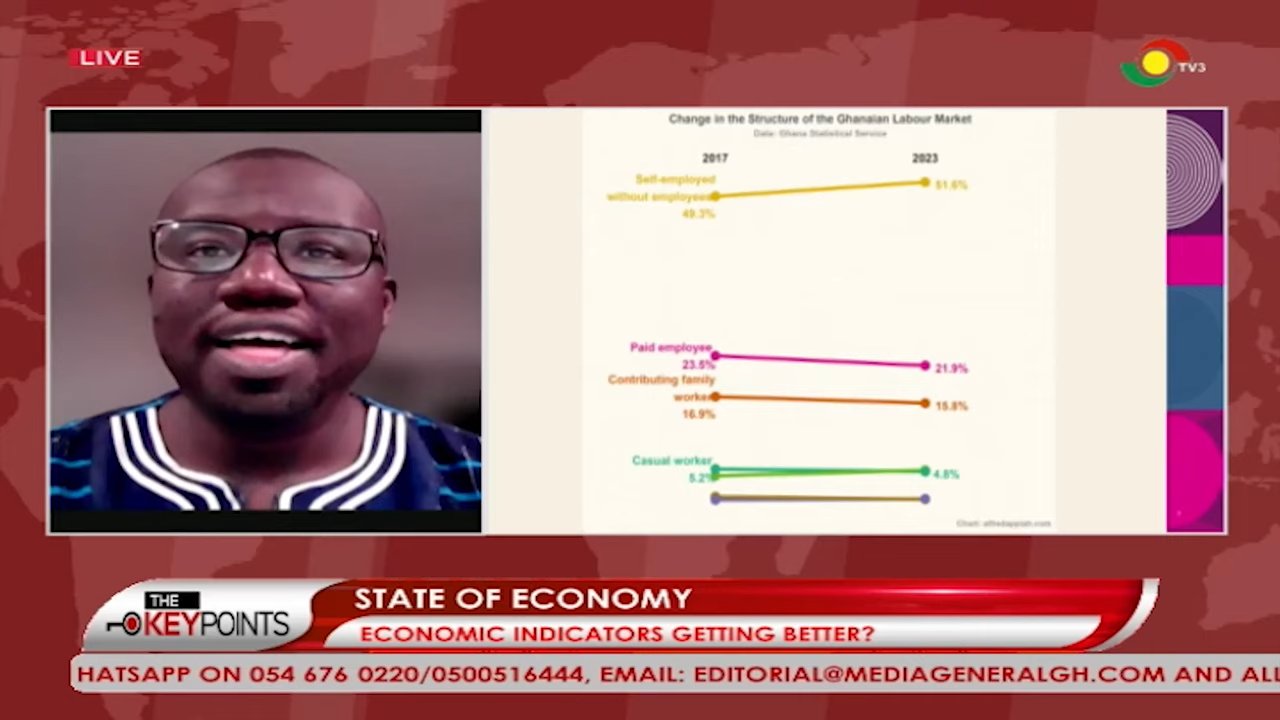 LIVE
TV3
Change in the Structure of the Ghanaian Labour Market
Data: Ghana Statistical Service
2017
2023
Self-employed
without employees
49.3%
51.6%
Paid employee
23.5%
21.9%
Contributing family
worker
16.9%
15.8%
Casual worker
5.2%
4.8%
Chart: alfredappiah.com
THE
KEYPOINTS
STATE OF ECONOMY
ECONOMIC INDICATORS GETTING BETTER?
HATSAPP ON 054 676 0220/0500516444, EMAIL: EDITORIAL@MEDIAGENERALGH.COM AND ALL